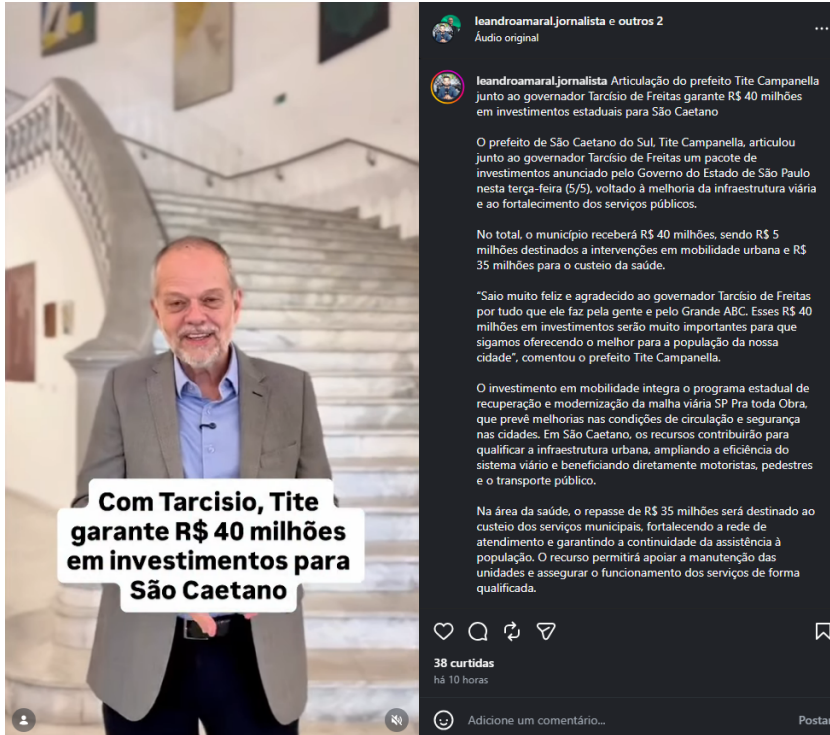 Com Tarcisio, Tite
garante R$ 40 milhões
em investimentos para
São Caetano
leandroamaral.jornalista e outros 2
Áudio original
leandroamaral.jornalista Articulação do prefeito Tite Campanella
junto ao governador Tarcísio de Freitas garante R$ 40 milhões
em investimentos estaduais para São Caetano
O prefeito de São Caetano do Sul, Tite Campanella, articulou
junto ao governador Tarcísio de Freitas um pacote de
investimentos anunciado pelo Governo do Estado de São Paulo
nesta terça-feira (5/5), voltado à melhoria da infraestrutura viária
e ao fortalecimento dos serviços públicos.
No total, o município receberá R$ 40 milhões, sendo R$ 5
milhões destinados a intervenções em mobilidade urbana e R$
35 milhões para o custeio da saúde.
“Saio muito feliz e agradecido ao governador Tarcísio de Freitas
por tudo que ele faz pela gente e pelo Grande ABC. Esses R$ 40
milhões em investimentos serão muito importantes para que
sigamos oferecendo o melhor para a população da nossa
cidade”, comentou o prefeito Tite Campanella.
O investimento em mobilidade integra o programa estadual de
recuperação e modernização da malha viária SP Pra toda Obra,
que prevê melhorias nas condições de circulação e segurança
nas cidades. Em São Caetano, os recursos contribuirão para
qualificar a infraestrutura urbana, ampliando a eficiência do
sistema viário e beneficiando diretamente motoristas, pedestres
e o transporte público.
Na área da saúde, o repasse de R$ 35 milhões será destinado ao
custeio dos serviços municipais, fortalecendo a rede de
atendimento e garantindo a continuidade da assistência à
população. O recurso permitirá apoiar a manutenção das
unidades e assegurar o funcionamento dos serviços de forma
qualificada.
38 curtidas
há 10 horas
Adicione um comentário...
Postar